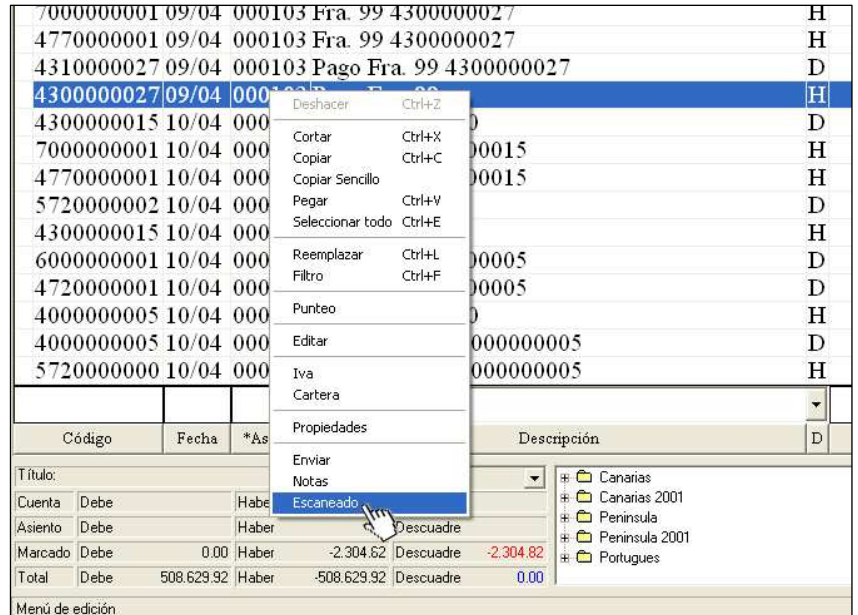 7000000001 09/04 000103 Fra. 99 4300000027 H
4770000001 09/04 000103 Fra. 99 4300000027 H
4310000027 09/04 000103 Pago Fra. 99 4300000027 D
4300000027 09/04 H
4300000015 10/04 000 0 D
7000000001 10/04 000 00015 H
4770000001 10/04 000 00015 H
5720000002 10/04 000 D
4300000015 10/04 000 H
6000000001 10/04 000 00005 D
4720000001 10/04 000 00005 D
4000000005 10/04 000 0 H
4000000005 10/04 000 000000005 D
5720000000 10/04 000 000000005 H
Deshacer Ctrl+Z
Cortar Ctrl+X
Copiar Ctrl+C
Copiar Sencillo
Pegar Ctrl+V
Seleccionar todo Ctrl+E
Reemplazar Ctrl+L
Filtro Ctrl+F
Punteo
Editar
Iva
Cartera
Propiedades
Enviar
Notas
Escaneado
Código Fecha *As Descripción D
Título:
Cuenta Debe Habe
Asiento Debe Haber Descuadre
Marcado Debe 0.00 Haber -2.304.62 Descuadre -2.304.82
Total Debe 508.629.92 Haber -508.629.92 Descuadre 0.00
Canarias
Canarias 2001
Peninsula
Peninsula 2001
Portugues
Menú de edición